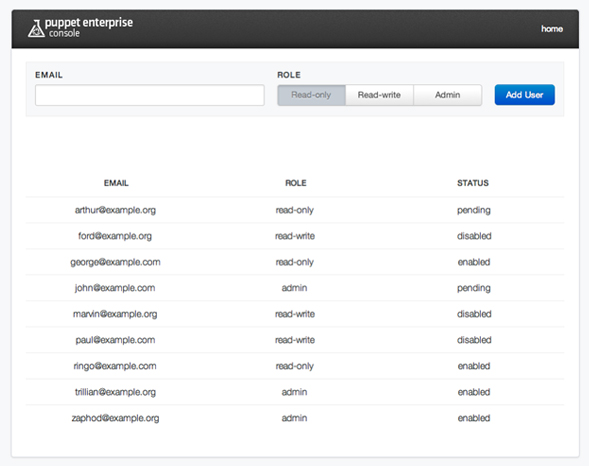 puppet enterprise
console
home
EMAIL ROLE
Read-only Read-write Admin Add User
EMAIL ROLE STATUS
arthur@example.org read-only pending
ford@example.org read-write disabled
george@example.com read-only enabled
john@example.com admin pending
marvin@example.org read-write disabled
paul@example.com read-write disabled
ringo@example.com read-only enabled
trillian@example.org admin enabled
zaphod@example.org admin enabled